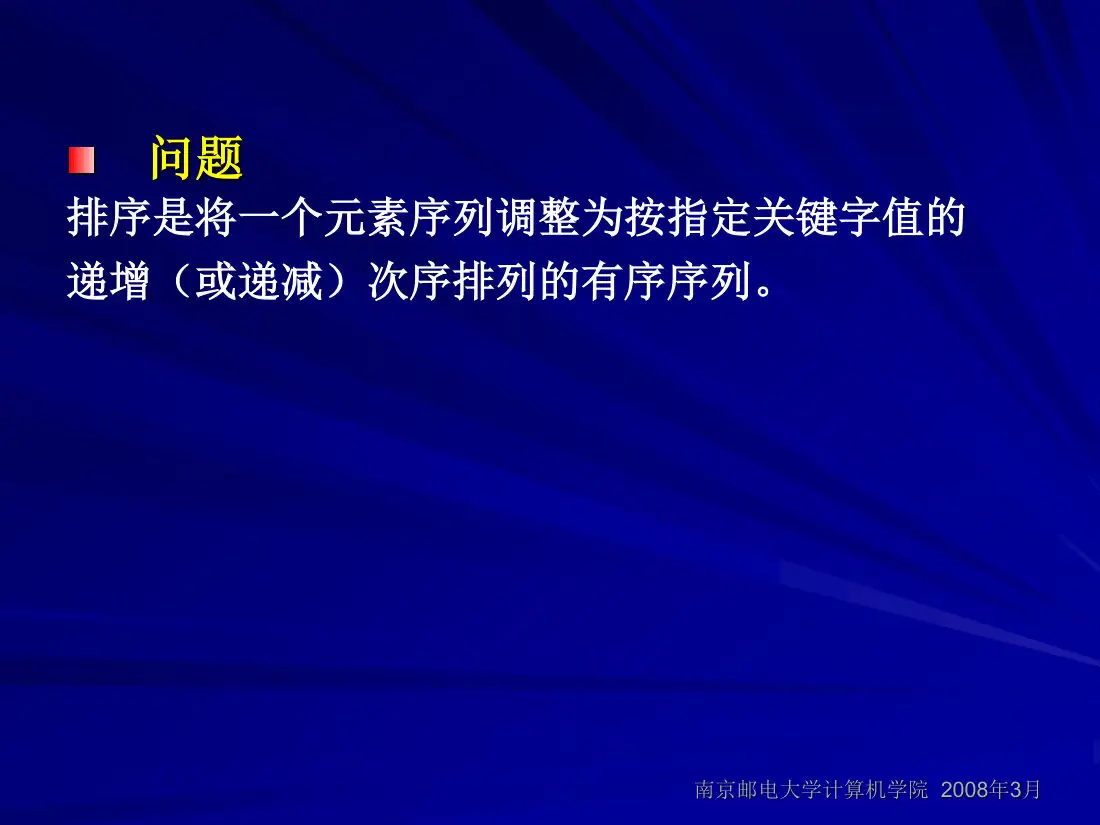 问题
排序是将一个元素序列调整为按指定关键字值的
递增（或递减）次序排列的有序序列。
南京邮电大学计算机学院 2008年3月